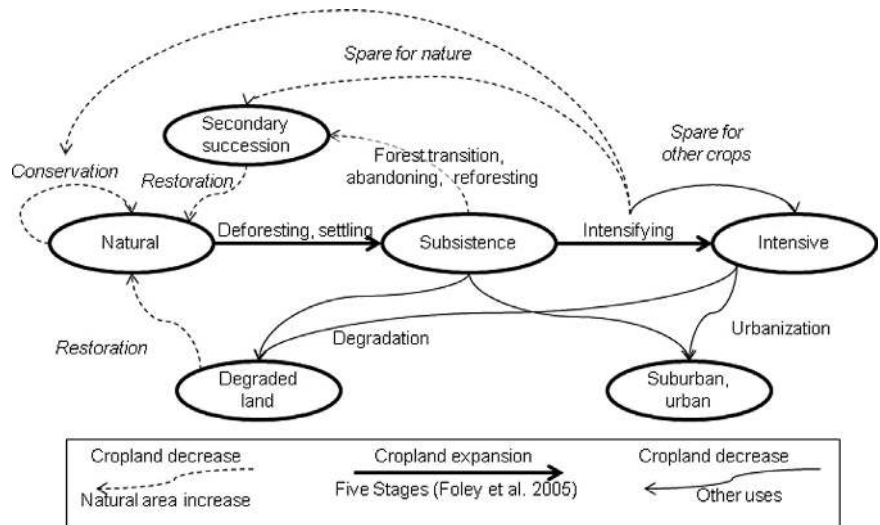 Spare for nature
Secondary
succession
Spare for
other crops
Conservation
Restoration
Forest transition,
abandoning, reforesting
Natural
Deforesting, settling
Subsistence
Intensifying
Intensive
Restoration
Degradation
Urbanization
Degraded
land
Suburban,
urban
Cropland decrease
Natural area increase
Cropland expansion
Five Stages (Foley et al. 2005)
Cropland decrease
Other uses